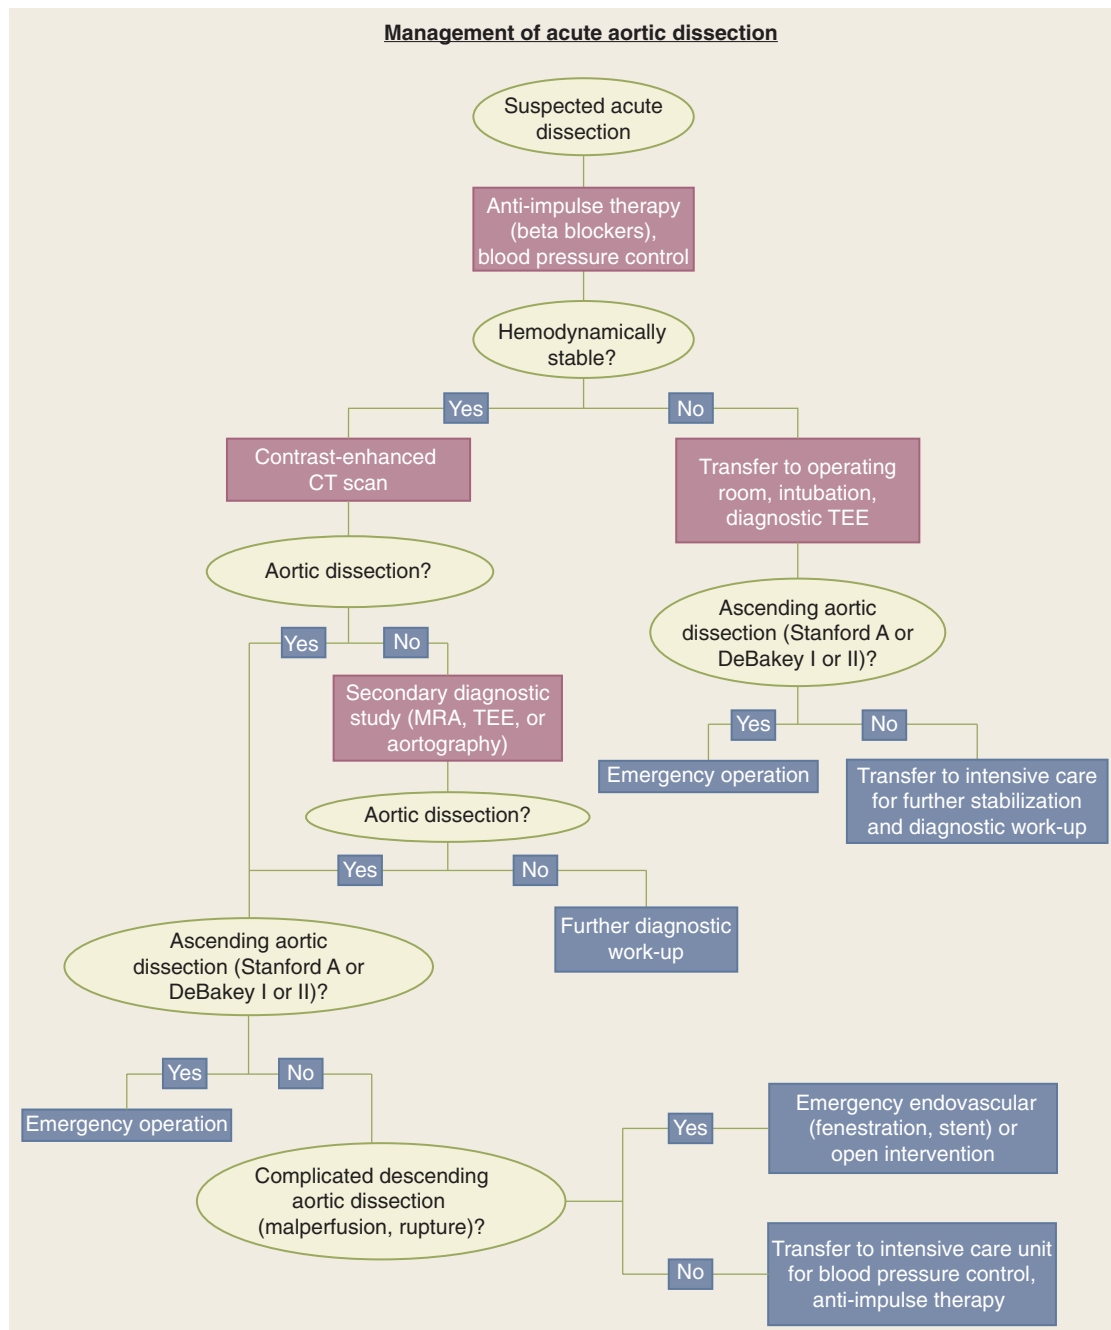 Management of acute aortic dissection
Suspected acute
dissection
Anti-impulse therapy
(beta blockers),
blood pressure control
Hemodynamically
stable?
Yes
No
Contrast-enhanced
CT scan
Transfer to operating
room, intubation,
diagnostic TEE
Aortic dissection?
Ascending aortic
dissection (Stanford A or
DeBakey I or II)?
Yes
No
Secondary diagnostic
study (MRA, TEE, or
aortography)
Yes
No
Emergency operation
Transfer to intensive care
for further stabilization
and diagnostic work-up
Aortic dissection?
Yes
No
Further diagnostic
work-up
Ascending aortic
dissection (Stanford A or
DeBakey I or II)?
Yes
No
Emergency operation
Complicated descending
aortic dissection
(malperfusion, rupture)?
Yes
Emergency endovascular
(fenestration, stent) or
open intervention
No
Transfer to intensive care unit
for blood pressure control,
anti-impulse therapy